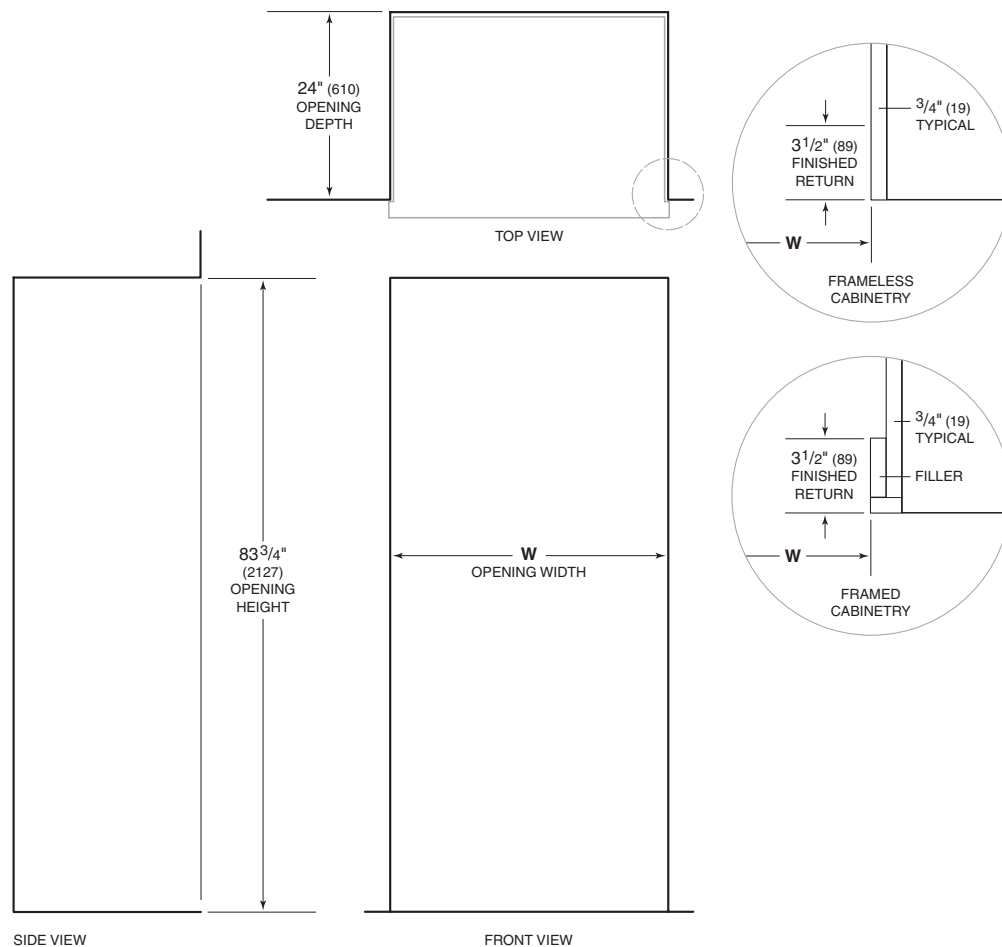 24" (610)
OPENING
DEPTH
TOP VIEW
3/4" (19)
TYPICAL
3 1/2" (89)
FINISHED
RETURN
W
FRAMELESS
CABINETRY
3/4" (19)
TYPICAL
3 1/2" (89)
FINISHED
RETURN
FILLER
W
FRAMED
CABINETRY
83 3/4"
(2127)
OPENING
HEIGHT
W
OPENING WIDTH
SIDE VIEW
FRONT VIEW